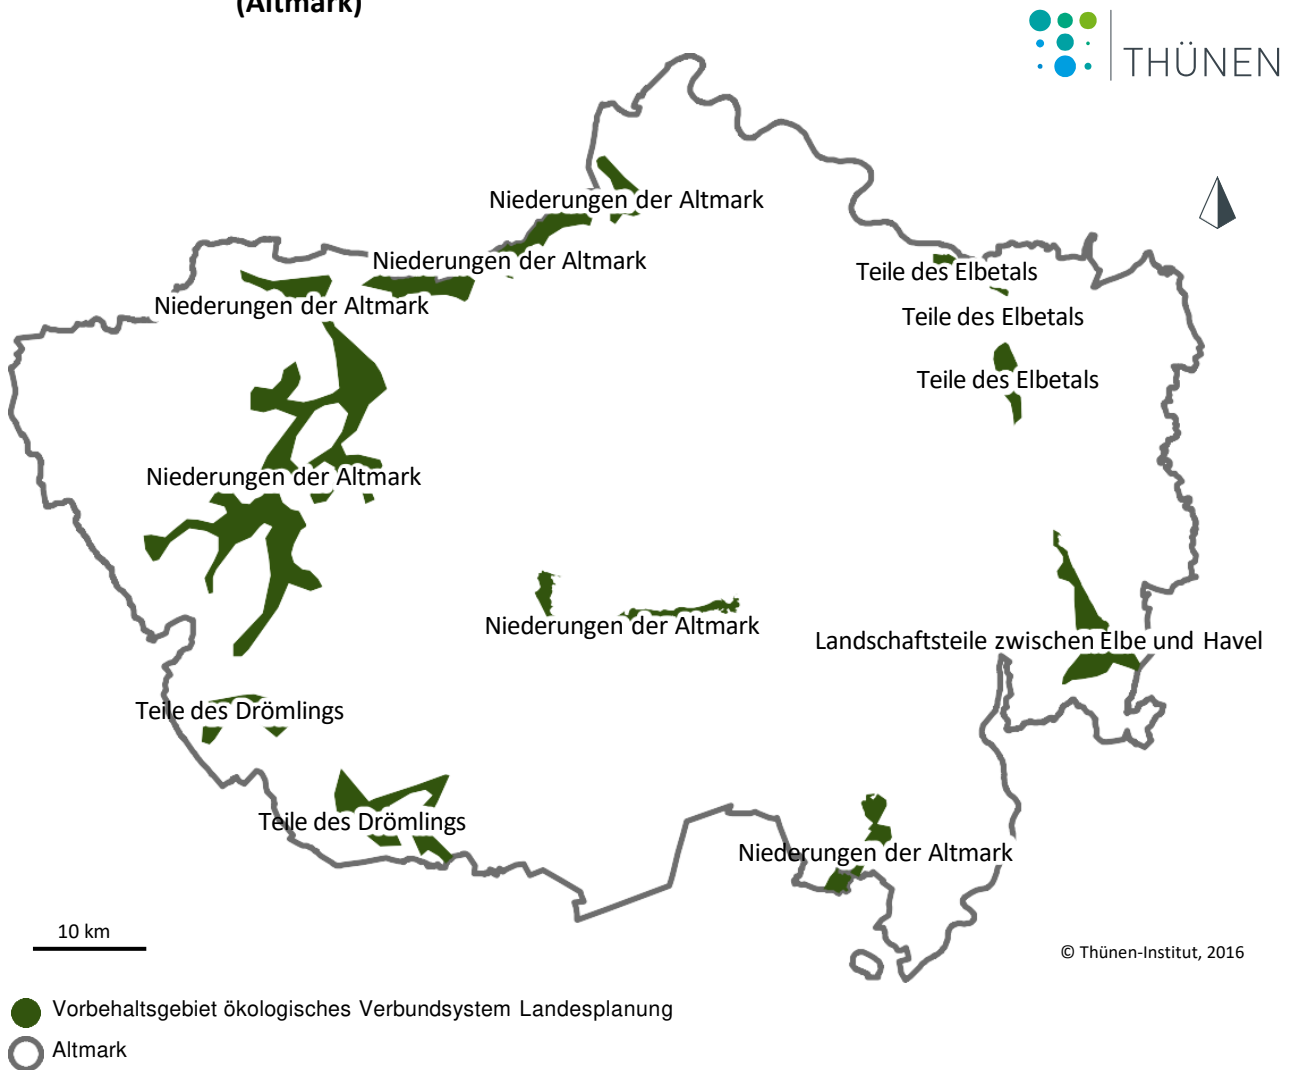 (Altmark)
THÜNEN
Niederungen der Altmark
Niederungen der Altmark
Teile des Elbetals
Niederungen der Altmark
Teile des Elbetals
Teile des Elbetals
Niederungen der Altmark
Niederungen der Altmark
Landschaftsteile zwischen Elbe und Havel
Teile des Drömlings
Teile des Drömlings
Niederungen der Altmark
10 km
© Thünen-Institut, 2016
Vorbehaltsgebiet ökologisches Verbundsystem Landesplanung
Altmark